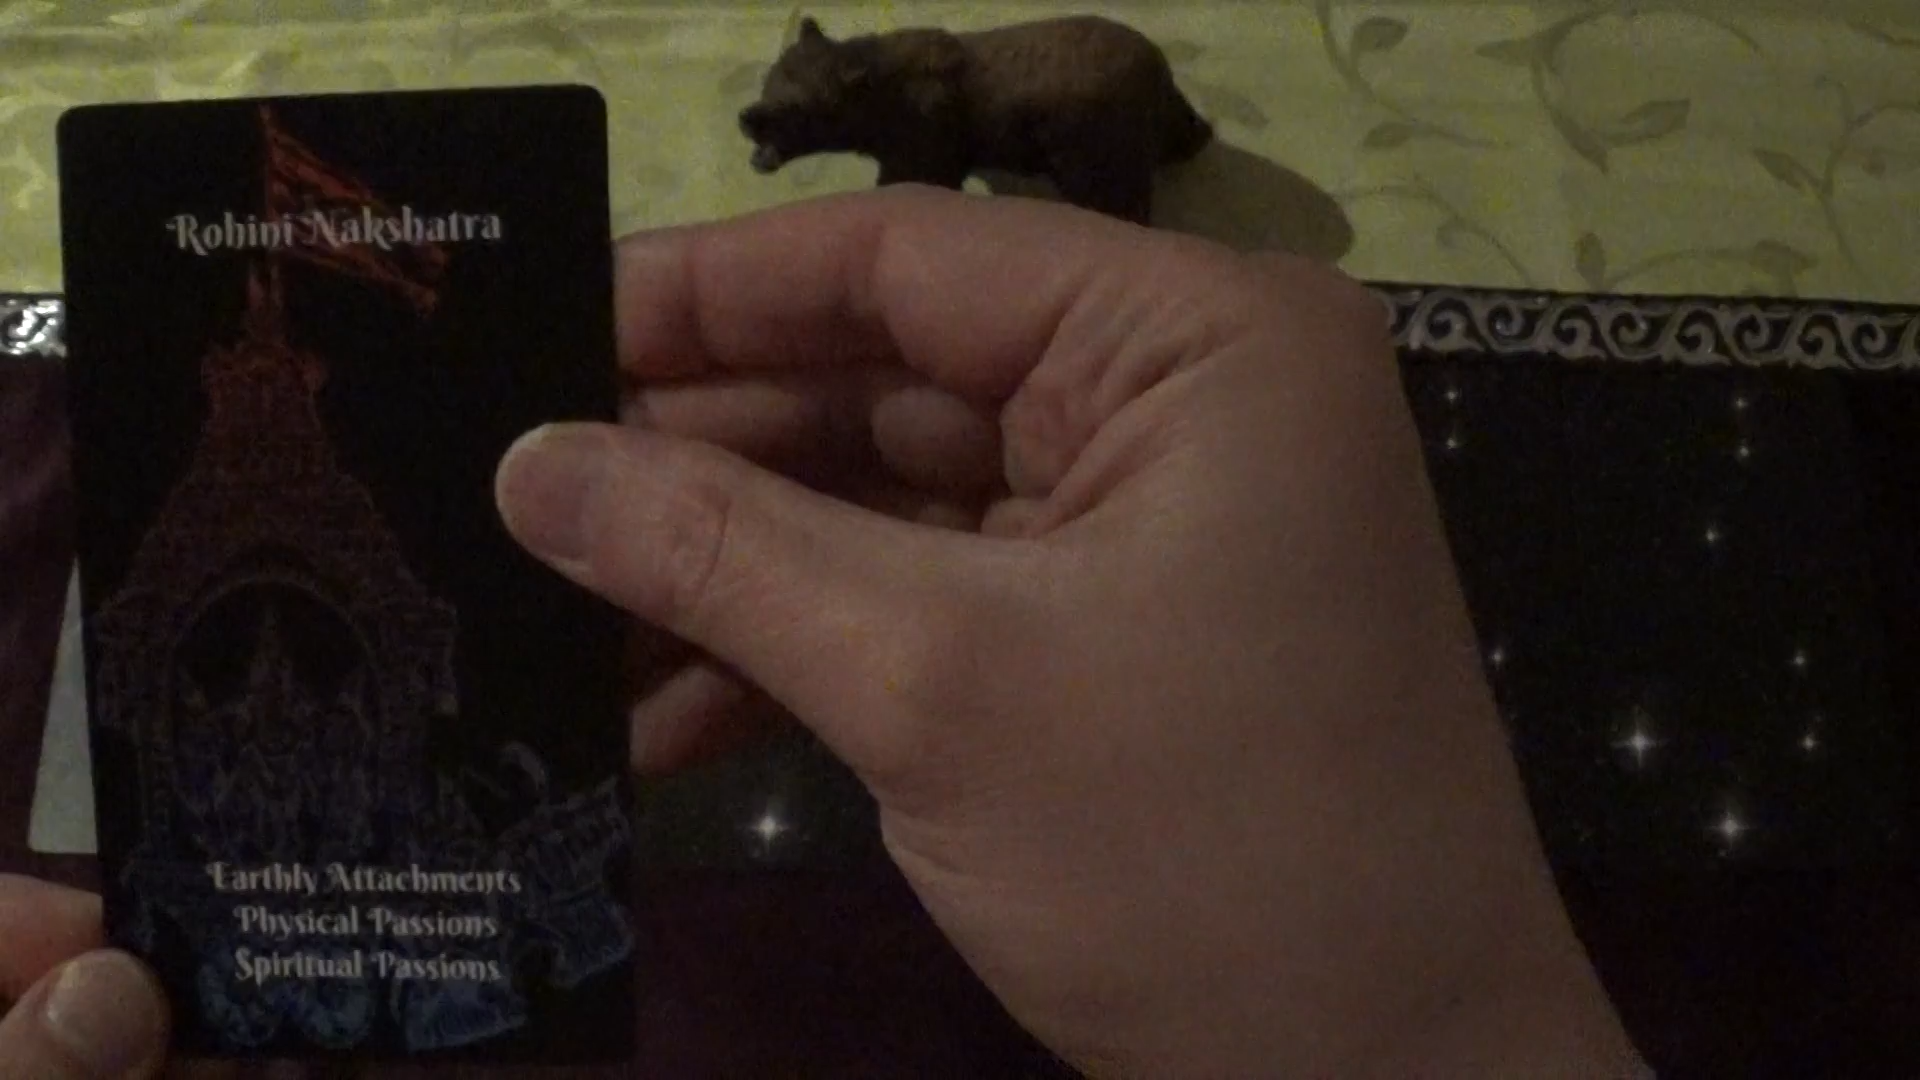 Rohini Nakshatra
Earthly Attachments
Physical Passions
Spiritual Passions